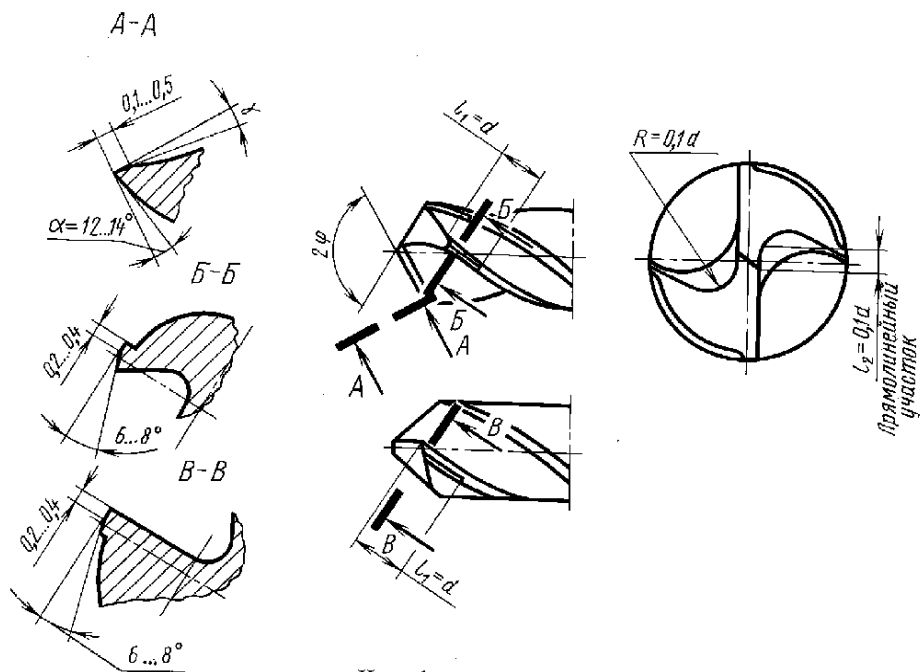 А-А
0,1...0,5
γ
α=12...14°
Б-Б
0,2...0,4
6...8°
В-В
0,2...0,4
6...8°
l₁=d
2φ
Б
Б
А
А
В
В
l₁=d
R=0,1d
l₂=0,1d
Прямолинейный
участок